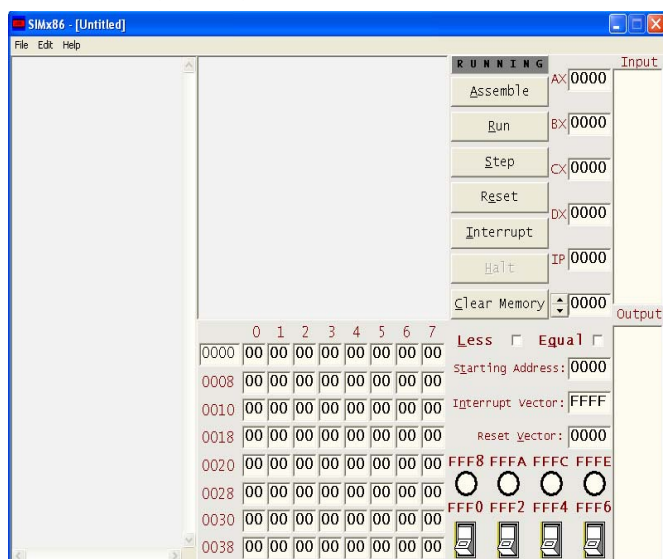 SIMx86 - [Untitled]
File Edit Help
RUNNING
Assemble
Run
Step
Reset
Interrupt
Halt
Clear Memory
AX 0000
BX 0000
CX 0000
DX 0000
IP 0000
0000
Input
Output
0 1 2 3 4 5 6 7
0000 00 00 00 00 00 00 00 00
0008 00 00 00 00 00 00 00 00
0010 00 00 00 00 00 00 00 00
0018 00 00 00 00 00 00 00 00
0020 00 00 00 00 00 00 00 00
0028 00 00 00 00 00 00 00 00
0030 00 00 00 00 00 00 00 00
0038 00 00 00 00 00 00 00 00
Less Equal
Starting Address: 0000
Interrupt Vector: FFFF
Reset Vector: 0000
FFF8 FFFA FFFC FFFE
FFF0 FFF2 FFF4 FFF6